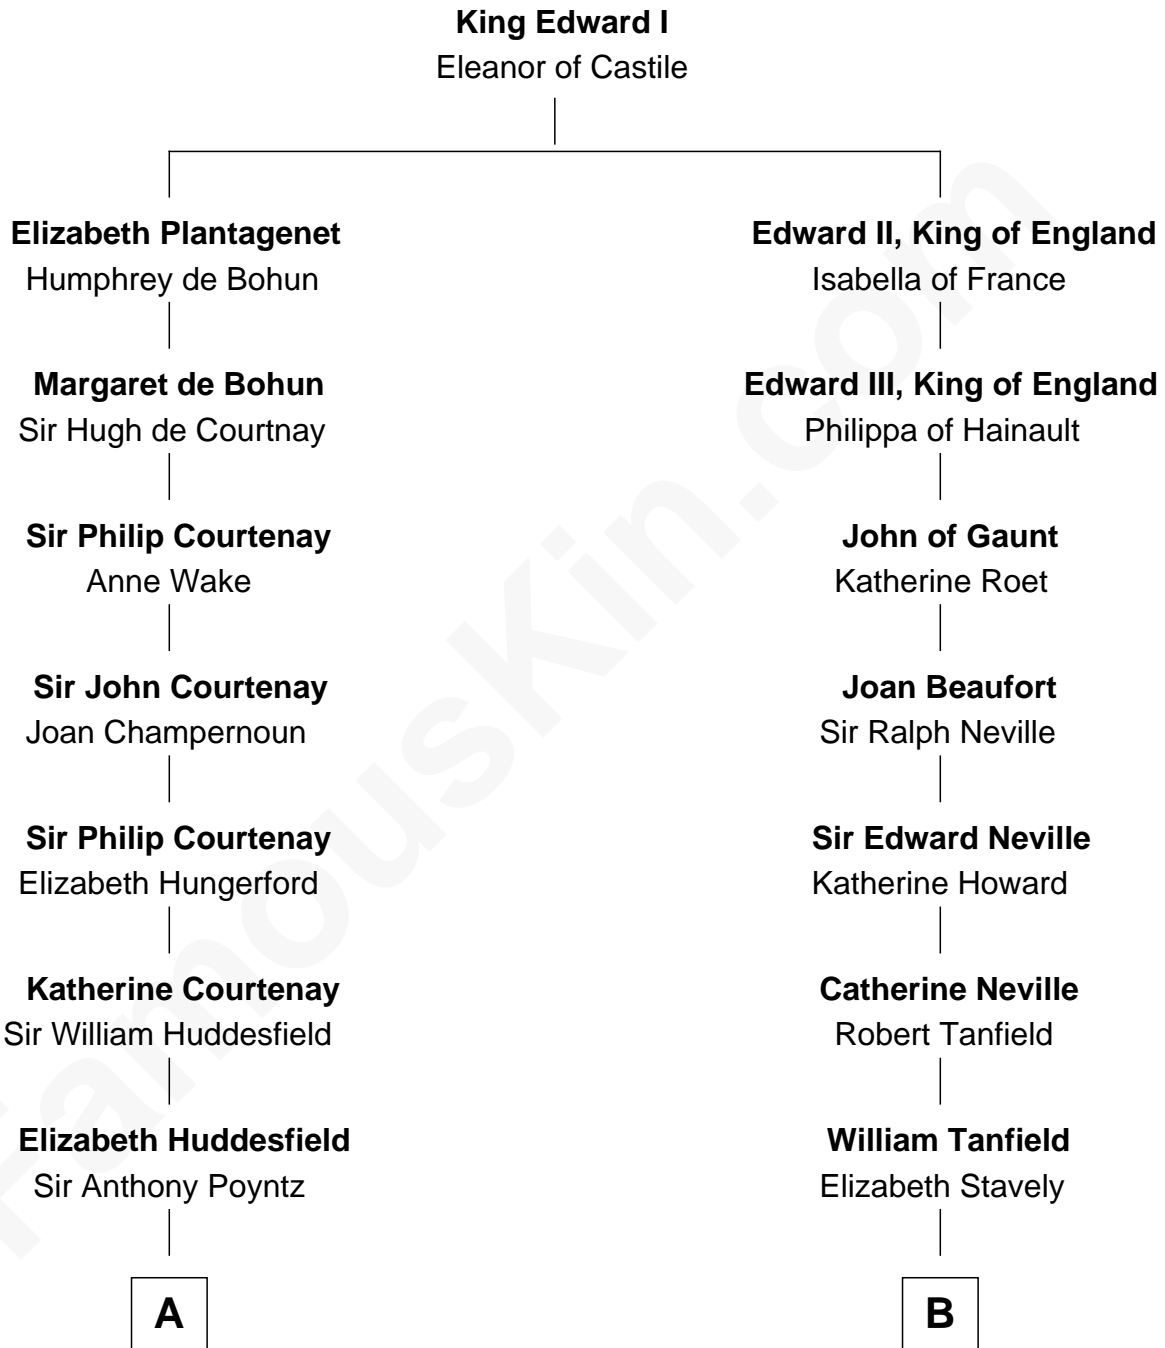 King Edward I
Eleanor of Castile
Elizabeth Plantagenet
Humphrey de Bohun
Margaret de Bohun
Sir Hugh de Courtnay
Sir Philip Courtenay
Anne Wake
Sir John Courtenay
Joan Champernoun
Sir Philip Courtenay
Elizabeth Hungerford
Katherine Courtenay
Sir William Huddesfield
Elizabeth Huddesfield
Sir Anthony Poyntz
A
Edward II, King of England
Isabella of France
Edward III, King of England
Philippa of Hainault
John of Gaunt
Katherine Roet
Joan Beaufort
Sir Ralph Neville
Sir Edward Neville
Katherine Howard
Catherine Neville
Robert Tanfield
William Tanfield
Elizabeth Stavely
B
FamousKin.com